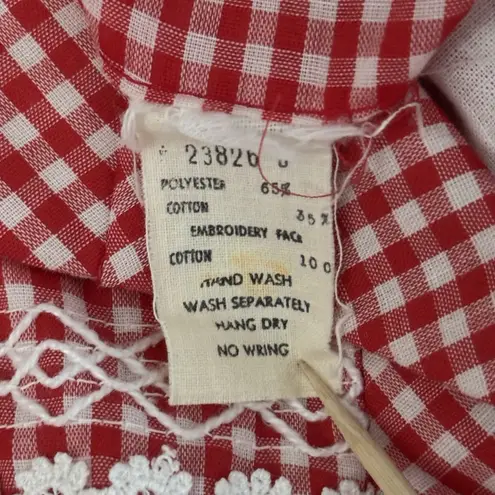 23826
POLYESTER 65%
COTTON 35%
EMBROIDERY FACE
COTTON 100
HAND WASH
WASH SEPARATELY
HANG DRY
NO WRING